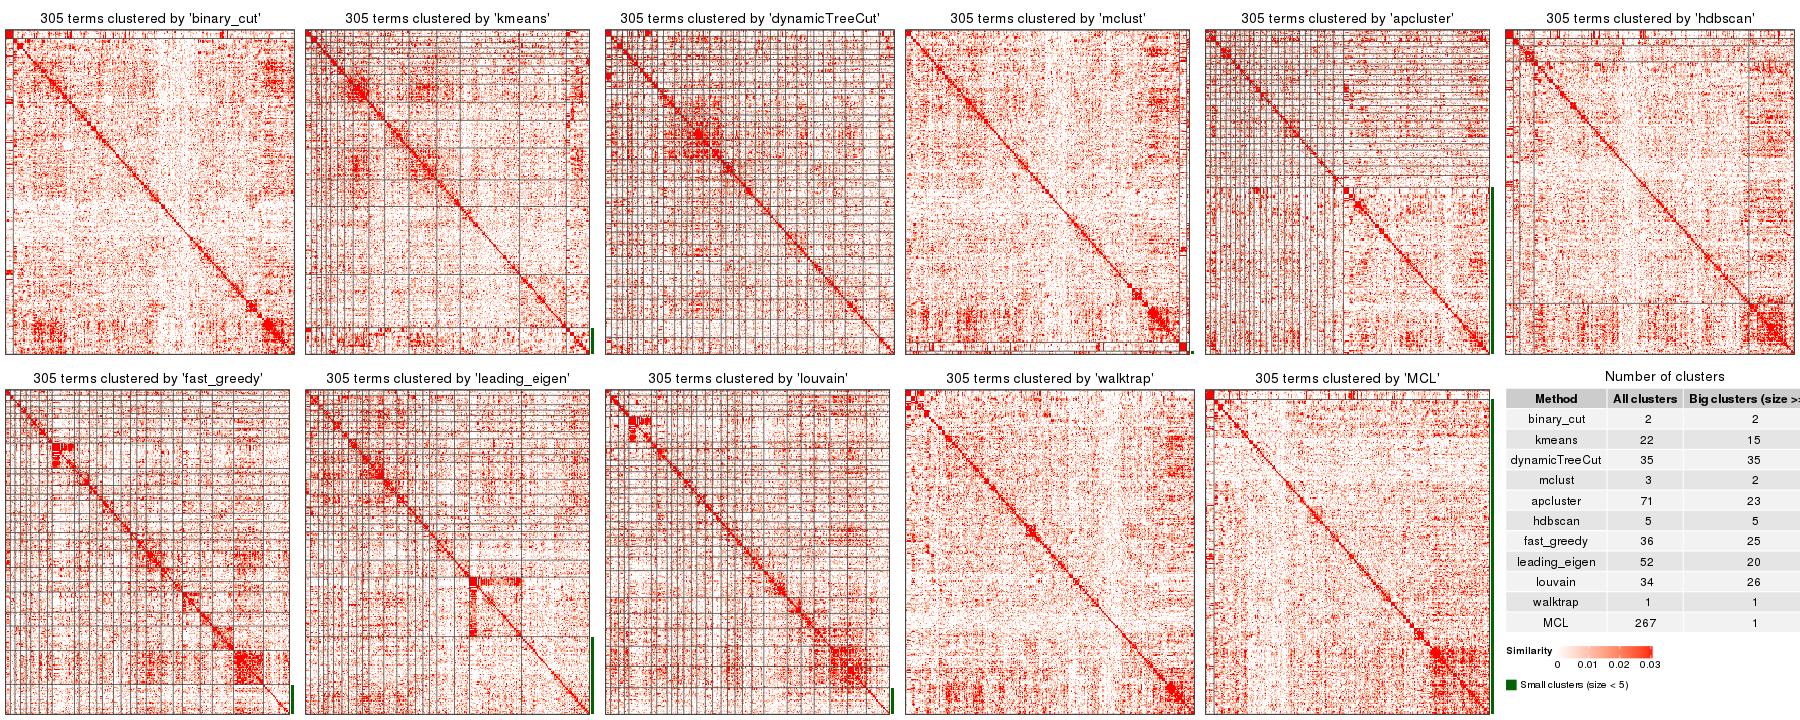 305 terms clustered by 'binary_cut'
305 terms clustered by 'kmeans'
305 terms clustered by 'dynamicTreeCut'
305 terms clustered by 'mclust'
305 terms clustered by 'apcluster'
305 terms clustered by 'hdbscan'
305 terms clustered by 'fast_greedy'
305 terms clustered by 'leading_eigen'
305 terms clustered by 'louvain'
305 terms clustered by 'walktrap'
305 terms clustered by 'MCL'
Number of clusters
Method All clusters Big clusters (size >=
binary_cut 2 2
kmeans 22 15
dynamicTreeCut 35 35
mclust 3 2
apcluster 71 23
hdbscan 5 5
fast_greedy 36 25
leading_eigen 52 20
louvain 34 26
walktrap 1 1
MCL 267 1
Similarity
0 0.01 0.02 0.03
Small clusters (size < 5)